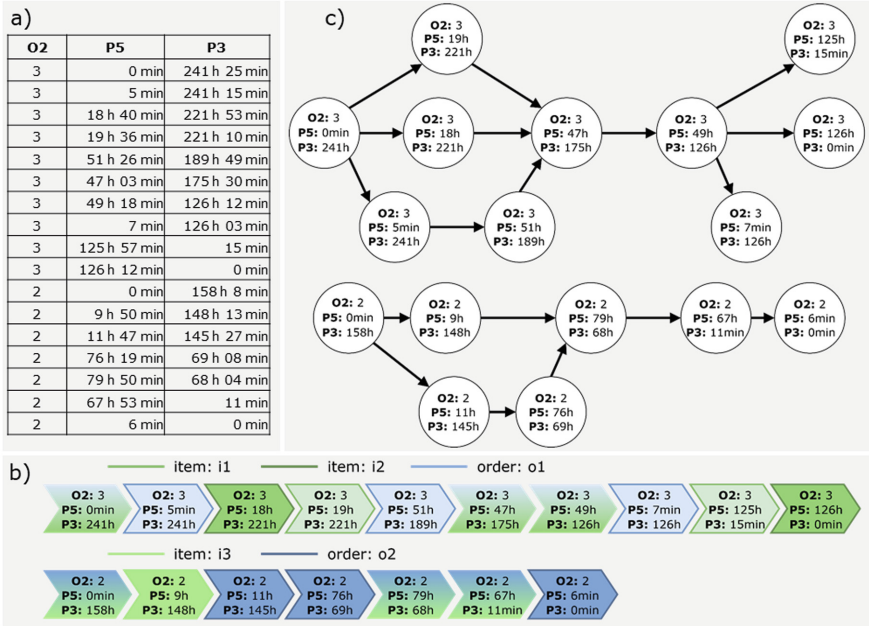 a)
O2 P5 P3
3 0 min 241 h 25 min
3 5 min 241 h 15 min
3 18 h 40 min 221 h 53 min
3 19 h 36 min 221 h 10 min
3 51 h 26 min 189 h 49 min
3 47 h 03 min 175 h 30 min
3 49 h 18 min 126 h 12 min
3 7 min 126 h 03 min
3 125 h 57 min 15 min
3 126 h 12 min 0 min
2 0 min 158 h 8 min
2 9 h 50 min 148 h 13 min
2 11 h 47 min 145 h 27 min
2 76 h 19 min 69 h 08 min
2 79 h 50 min 68 h 04 min
2 67 h 53 min 11 min
2 6 min 0 min
c)
O2: 3
P5: 19h
P3: 221h
O2: 3
P5: 125h
P3: 15min
O2: 3
P5: 0min
P3: 241h
O2: 3
P5: 18h
P3: 221h
O2: 3
P5: 47h
P3: 175h
O2: 3
P5: 49h
P3: 126h
O2: 3
P5: 126h
P3: 0min
O2: 3
P5: 5min
P3: 241h
O2: 3
P5: 51h
P3: 189h
O2: 3
P5: 7min
P3: 126h
O2: 2
P5: 0min
P3: 158h
O2: 2
P5: 9h
P3: 148h
O2: 2
P5: 79h
P3: 68h
O2: 2
P5: 67h
P3: 11min
O2: 2
P5: 6min
P3: 0min
O2: 2
P5: 11h
P3: 145h
O2: 2
P5: 76h
P3: 69h
b)
item: i1 item: i2 order: o1
O2: 3
P5: 0min
P3: 241h
O2: 3
P5: 5min
P3: 241h
O2: 3
P5: 18h
P3: 221h
O2: 3
P5: 19h
P3: 221h
O2: 3
P5: 51h
P3: 189h
O2: 3
P5: 47h
P3: 175h
O2: 3
P5: 49h
P3: 126h
O2: 3
P5: 7min
P3: 126h
O2: 3
P5: 125h
P3: 15min
O2: 3
P5: 126h
P3: 0min
item: i3 order: o2
O2: 2
P5: 0min
P3: 158h
O2: 2
P5: 9h
P3: 148h
O2: 2
P5: 11h
P3: 145h
O2: 2
P5: 76h
P3: 69h
O2: 2
P5: 79h
P3: 68h
O2: 2
P5: 67h
P3: 11min
O2: 2
P5: 6min
P3: 0min